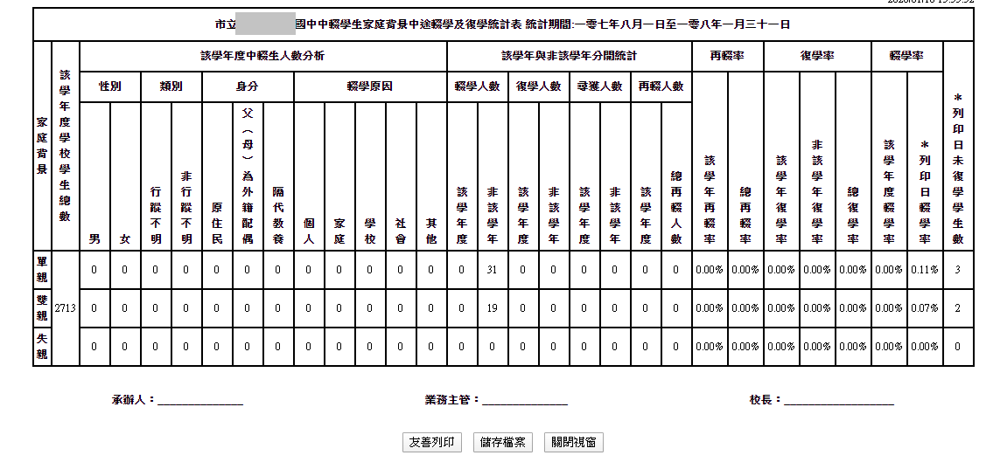 市立 國中中輟學生家庭背景中途輟學及復學統計表 統計期間:一零七年八月一日至一零八年一月三十一日
家庭背景 該學年度學校學生總數 該學年度中輟生人數分析 該學年與非該學年分開統計 再輟率 復學率 輟學率 *列印日未復學學生數
性別 類別 身分 輟學原因 輟學人數 復學人數 尋獲人數 再輟人數
男 女 行蹤不明 非行蹤不明 原住民 父(母)為外籍配偶 隔代教養 個人 家庭 學校 社會 其他 該學年度 非該學年 該學年度 非該學年 該學年度 非該學年 該學年度 總再輟人數 該學年再輟率 總再輟率 該學年復學率 非該學年復學率 總復學率 該學年度輟學率 *列印日輟學率
單親 2713 0 0 0 0 0 0 0 0 0 0 0 0 0 31 0 0 0 0 0 0 0.00% 0.00% 0.00% 0.00% 0.00% 0.00% 0.11% 3
雙親 0 0 0 0 0 0 0 0 0 0 0 0 0 19 0 0 0 0 0 0 0.00% 0.00% 0.00% 0.00% 0.00% 0.00% 0.07% 2
失親 0 0 0 0 0 0 0 0 0 0 0 0 0 0 0 0 0 0 0 0 0.00% 0.00% 0.00% 0.00% 0.00% 0.00% 0.00% 0
承辦人：______________ 業務主管：______________ 校長：__________________
友善列印 儲存檔案 關閉視窗